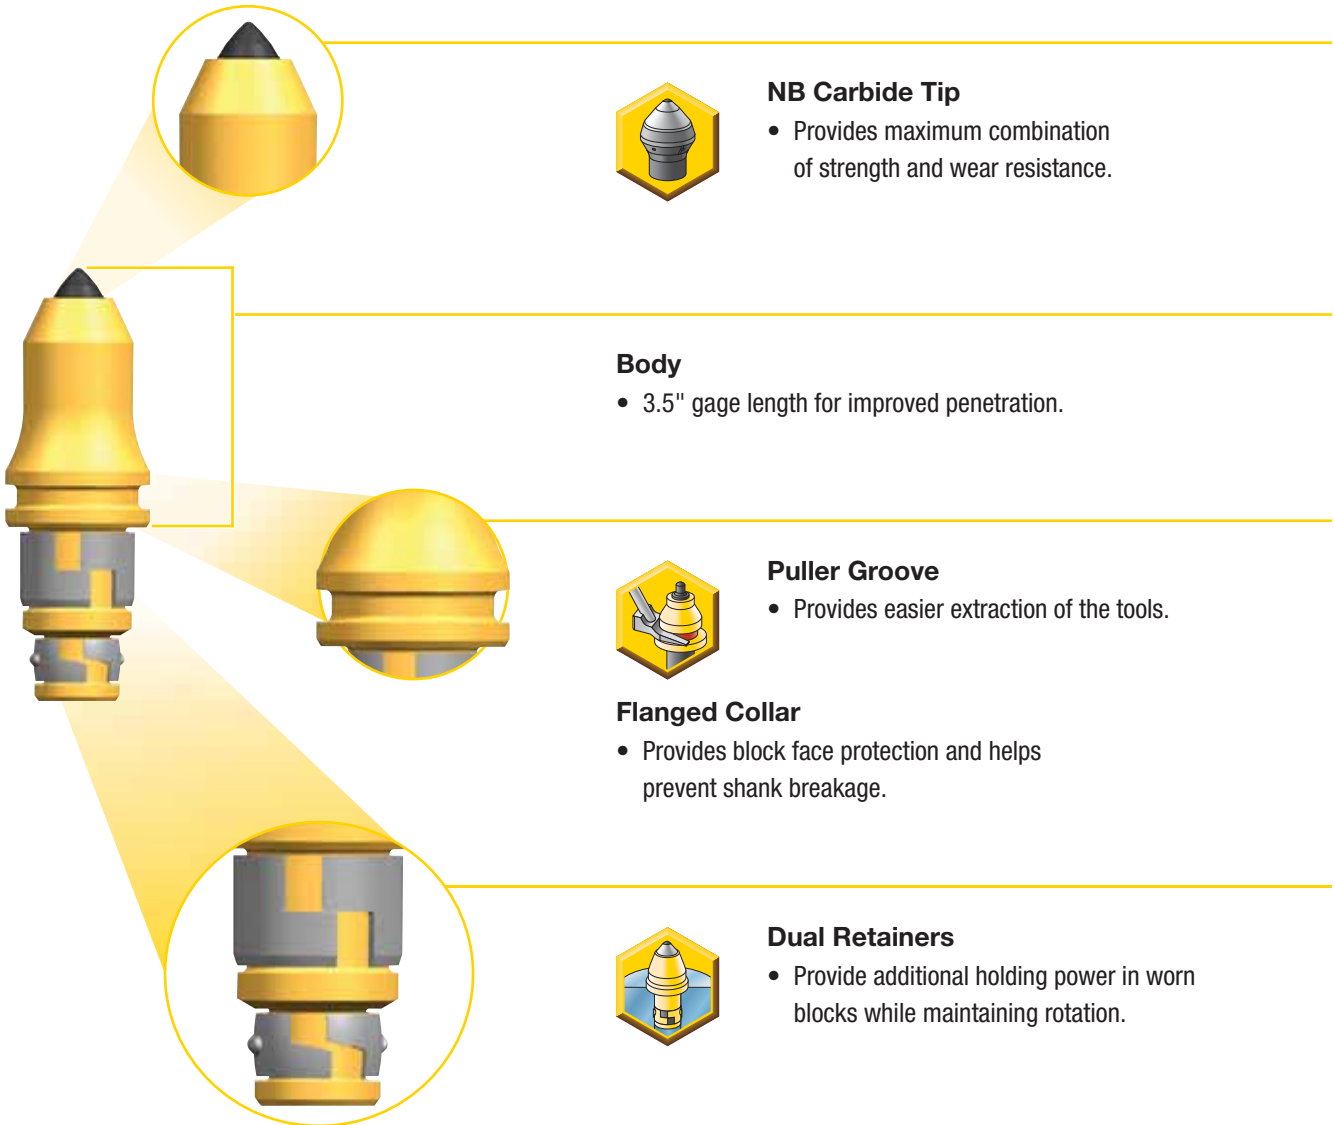 NB Carbide Tip
• Provides maximum combination
of strength and wear resistance.
Body
• 3.5" gage length for improved penetration.
Puller Groove
• Provides easier extraction of the tools.
Flanged Collar
• Provides block face protection and helps
prevent shank breakage.
Dual Retainers
• Provide additional holding power in worn
blocks while maintaining rotation.